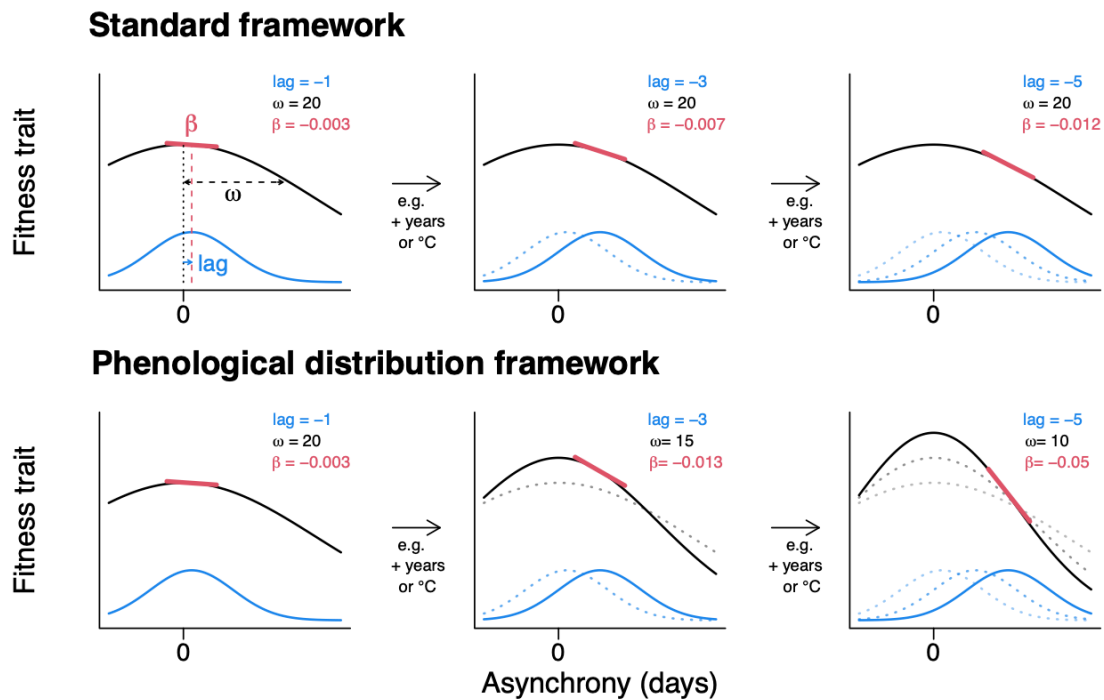 Standard framework
Fitness trait
lag = −1
ω = 20
β = −0.003
β
ω
lag
0
e.g.
+ years
or °C
lag = −3
ω = 20
β = −0.007
0
e.g.
+ years
or °C
lag = −5
ω = 20
β = −0.012
0
Phenological distribution framework
Fitness trait
lag = −1
ω = 20
β = −0.003
0
e.g.
+ years
or °C
lag = −3
ω= 15
β= −0.013
0
e.g.
+ years
or °C
lag = −5
ω= 10
β= −0.05
0
Asynchrony (days)